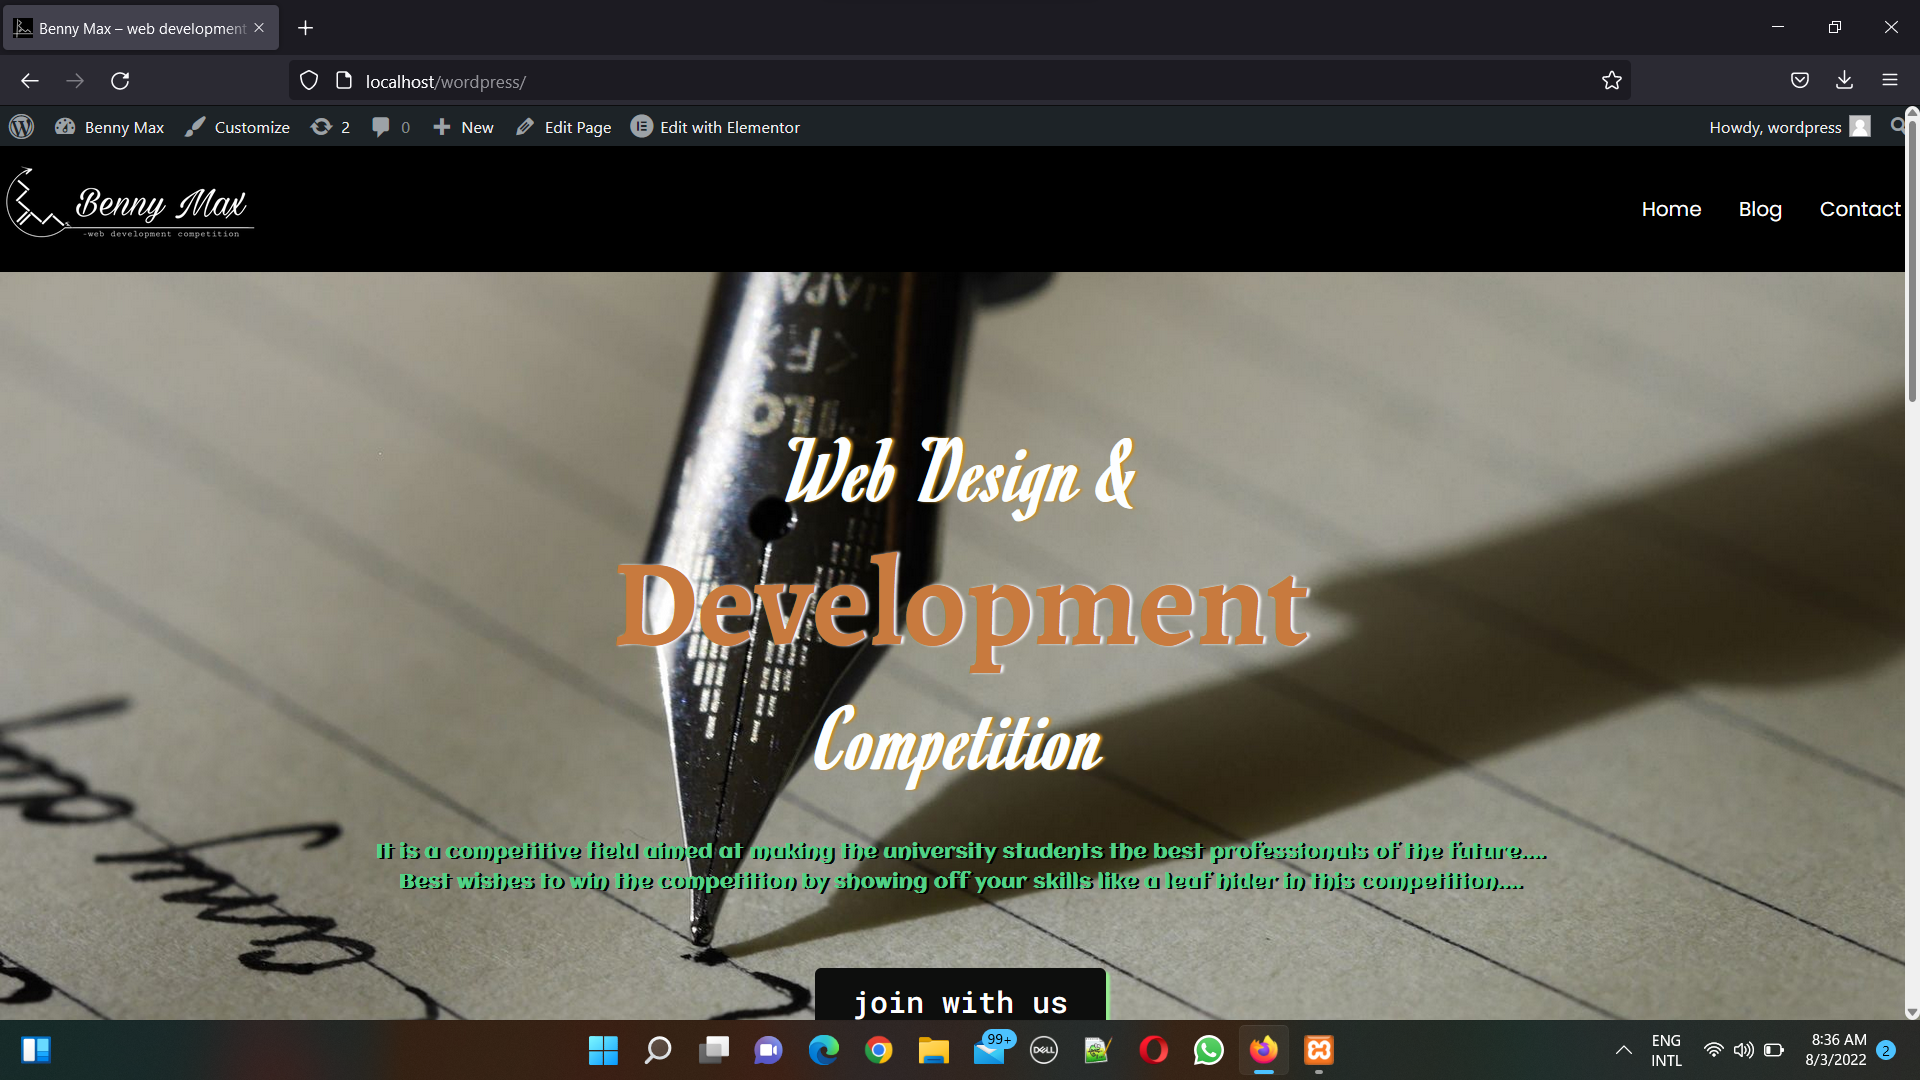 Benny Max – web development
localhost/wordpress/
Benny Max
Customize
2
0
New
Edit Page
Edit with Elementor
Howdy, wordpress
Benny Max
-web development competition
Home
Blog
Contact
Web Design &
Development
Competition
It is a competitive field aimed at making the university students the best professionals of the future....
Best wishes to win the competition by showing off your skills like a leaf hider in this competition....
join with us
99+
DELL
ENG
INTL
8:36 AM
8/3/2022
2